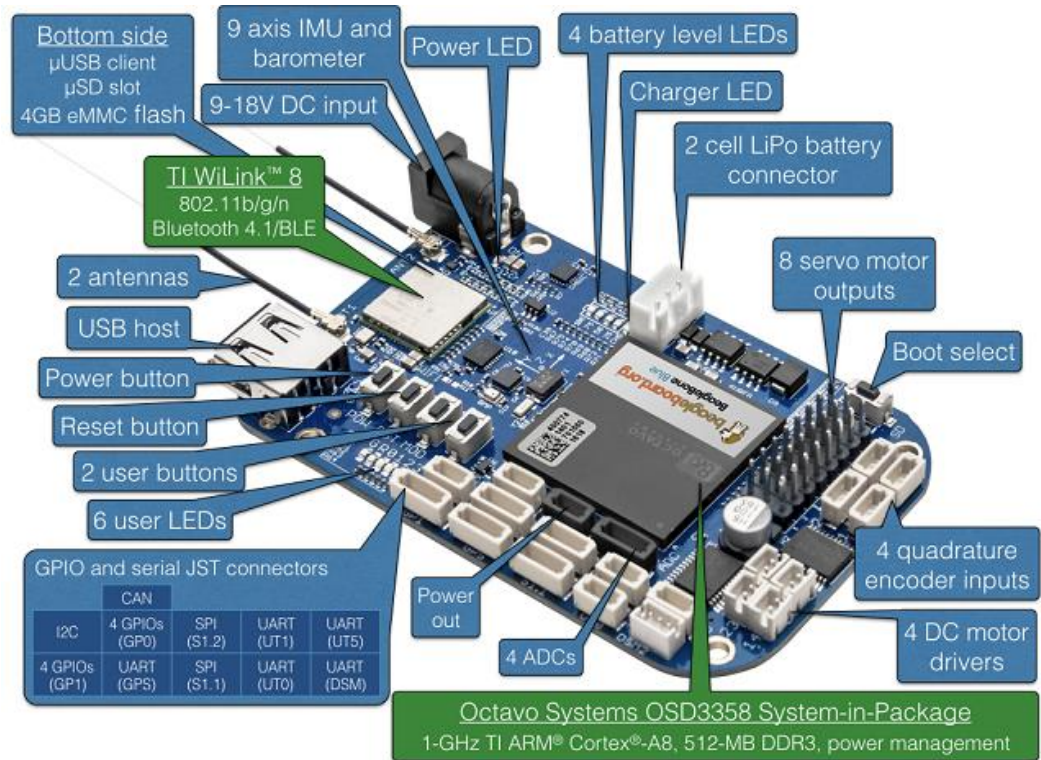 Bottom side
µUSB client
µSD slot
4GB eMMC flash
9 axis IMU and
barometer
Power LED
4 battery level LEDs
9-18V DC input
Charger LED
2 cell LiPo battery
connector
TI WiLink™ 8
802.11b/g/n
Bluetooth 4.1/BLE
2 antennas
8 servo motor
outputs
USB host
Boot select
Power button
Reset button
2 user buttons
6 user LEDs
beagleboard.org
BeagleBone Blue
GPIO and serial JST connectors
CAN
I2C
4 GPIOs
(GP0)
SPI
(S1.2)
UART
(UT1)
UART
(UT5)
4 GPIOs
(GP1)
UART
(GPS)
SPI
(S1.1)
UART
(UT0)
UART
(DSM)
Power
out
4 ADCs
4 quadrature
encoder inputs
4 DC motor
drivers
Octavo Systems OSD3358 System-in-Package
1-GHz TI ARM® Cortex®-A8, 512-MB DDR3, power management